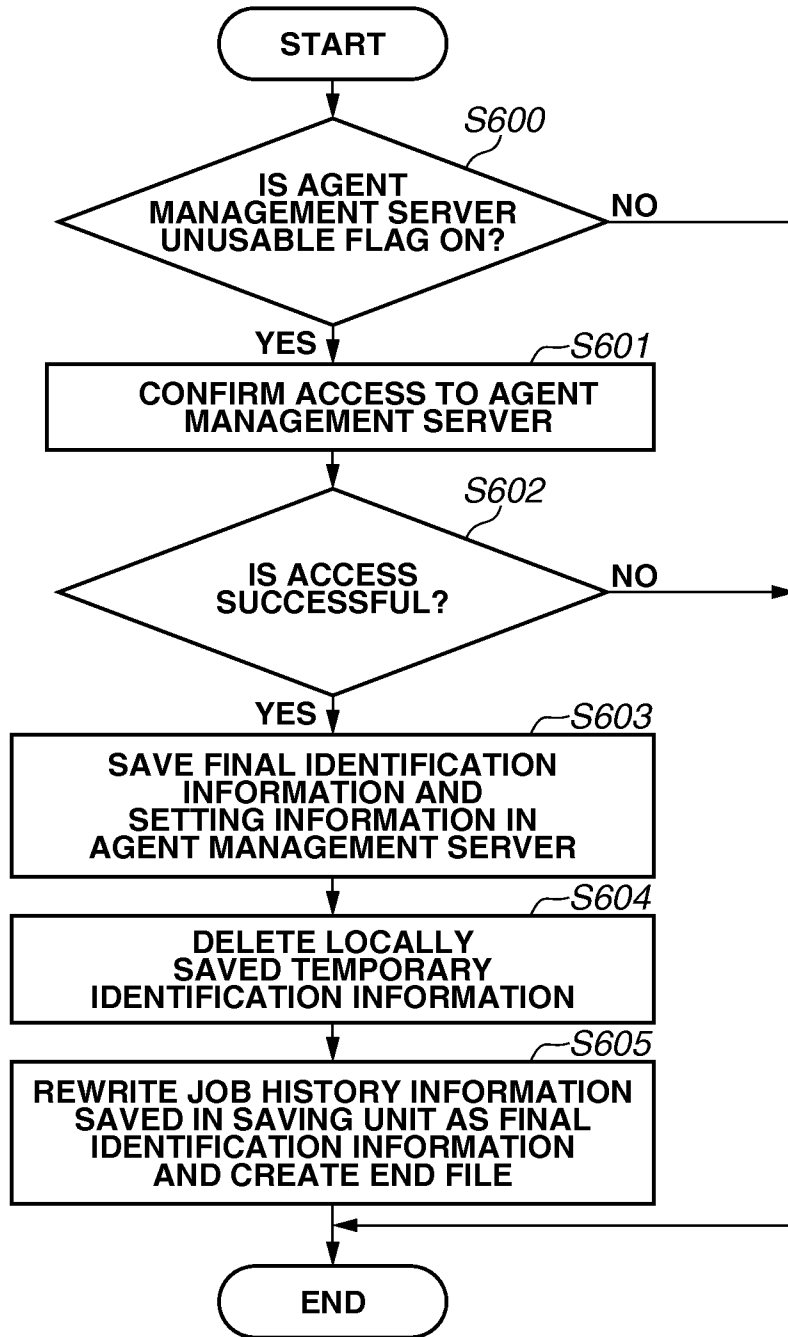 START
S600
IS AGENT
MANAGEMENT SERVER
UNUSABLE FLAG ON?
NO
YES
S601
CONFIRM ACCESS TO AGENT
MANAGEMENT SERVER
S602
IS ACCESS
SUCCESSFUL?
NO
YES
S603
SAVE FINAL IDENTIFICATION
INFORMATION AND
SETTING INFORMATION IN
AGENT MANAGEMENT SERVER
S604
DELETE LOCALLY
SAVED TEMPORARY
IDENTIFICATION INFORMATION
S605
REWRITE JOB HISTORY INFORMATION
SAVED IN SAVING UNIT AS FINAL
IDENTIFICATION INFORMATION
AND CREATE END FILE
END